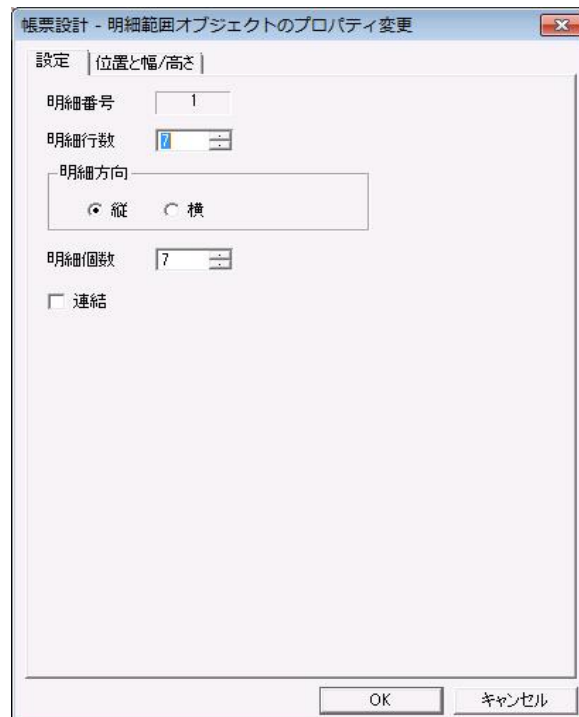 帳票設計 - 明細範囲オブジェクトのプロパティ変更
設定 位置と幅/高さ
明細番号 1
明細行数 7
明細方向
縦 横
明細個数 7
連結
OK キャンセル